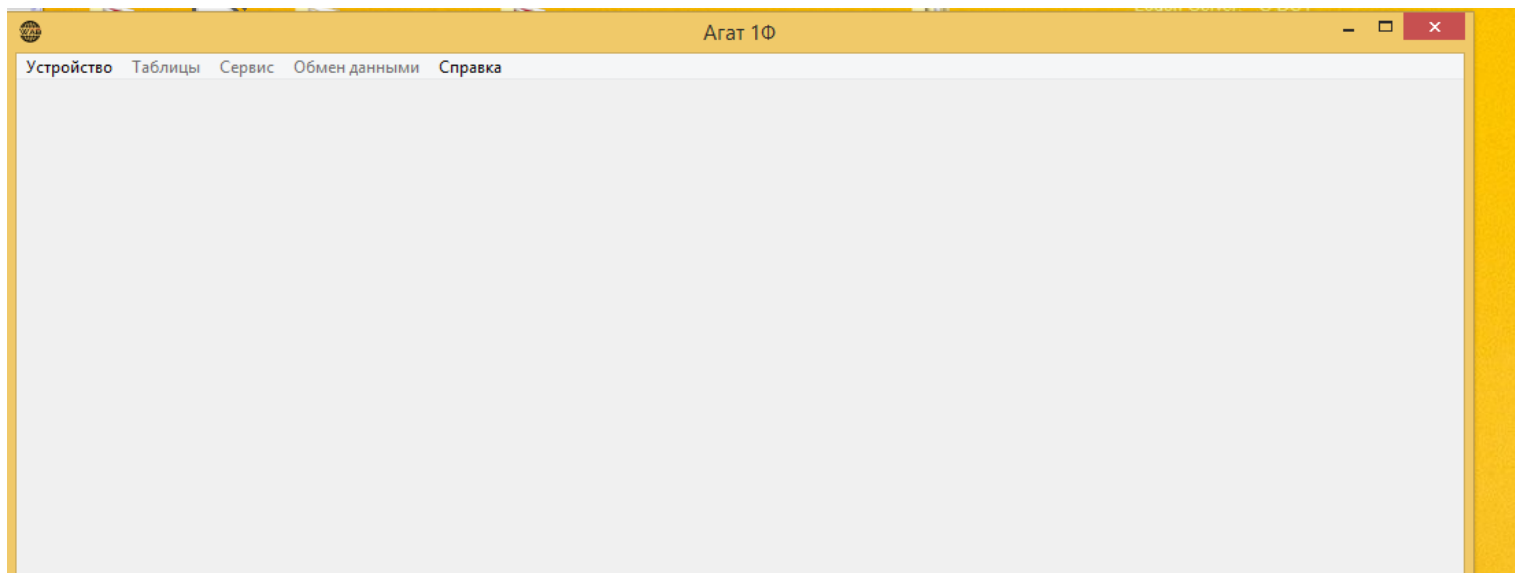 Агат 1Ф
Устройство Таблицы Сервис Обмен данными Справка